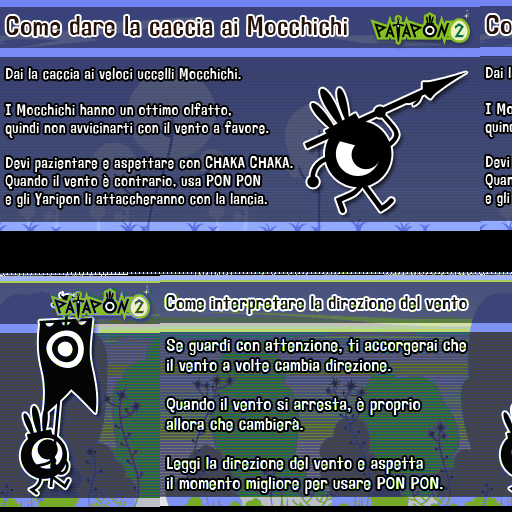 Come dare la caccia ai Mocchichi
PATAPON 2
Dai la caccia ai veloci uccelli Mocchichi.
I Mocchichi hanno un ottimo olfatto,
quindi non avvicinarti con il vento a favore.
Devi pazientare e aspettare con CHAKA CHAKA.
Quando il vento è contrario, usa PON PON
e gli Yaripon li attaccheranno con la lancia.
Co
Dai l
I Mo
quind
Devi
Quan
e gli
PATAPON 2
Come interpretare la direzione del vento
Se guardi con attenzione, ti accorgerai che
il vento a volte cambia direzione.
Quando il vento si arresta, è proprio
allora che cambierà.
Leggi la direzione del vento e aspetta
il momento migliore per usare PON PON.